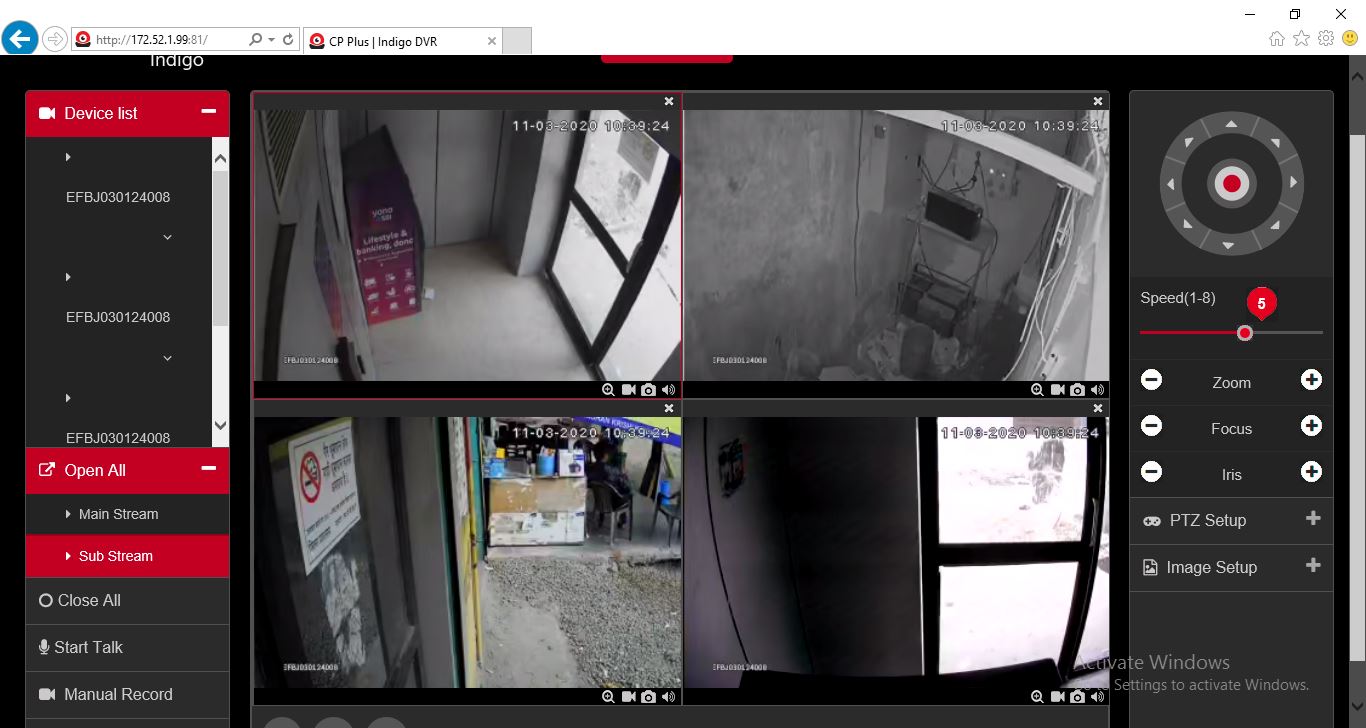 http://172.52.1.99:81/
CP Plus | Indigo DVR
Indigo
Device list
EFBJ030124008
EFBJ030124008
EFBJ030124008
Open All
Main Stream
Sub Stream
Close All
Start Talk
Manual Record
11-03-2020 10:39:24
yono
SBI
Lifestyle &
banking, done
EFBJ030124008
11-03-2020 10:39:24
EFBJ030124008
11-03-2020 10:39:24
EFBJ030124008
11-03-2020 10:39:24
EFBJ030124008
Speed(1-8)
5
Zoom
Focus
Iris
PTZ Setup
Image Setup
Activate Windows
Go to Settings to activate Windows.